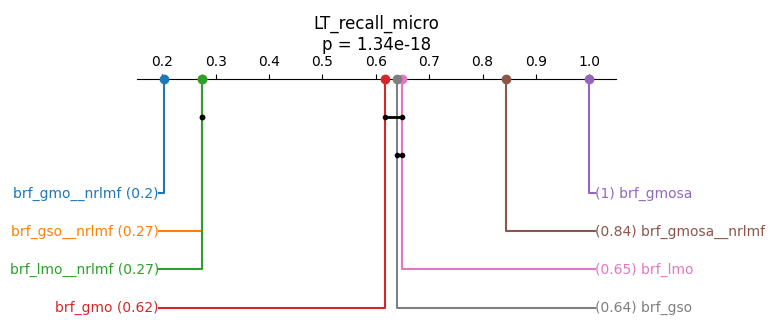 LT_recall_micro
p = 1.34e-18
0.2 0.3 0.4 0.5 0.6 0.7 0.8 0.9 1.0
brf_gmo__nrlmf (0.2) (1) brf_gmosa
brf_gso__nrlmf (0.27) (0.84) brf_gmosa__nrlmf
brf_lmo__nrlmf (0.27) (0.65) brf_lmo
brf_gmo (0.62) (0.64) brf_gso